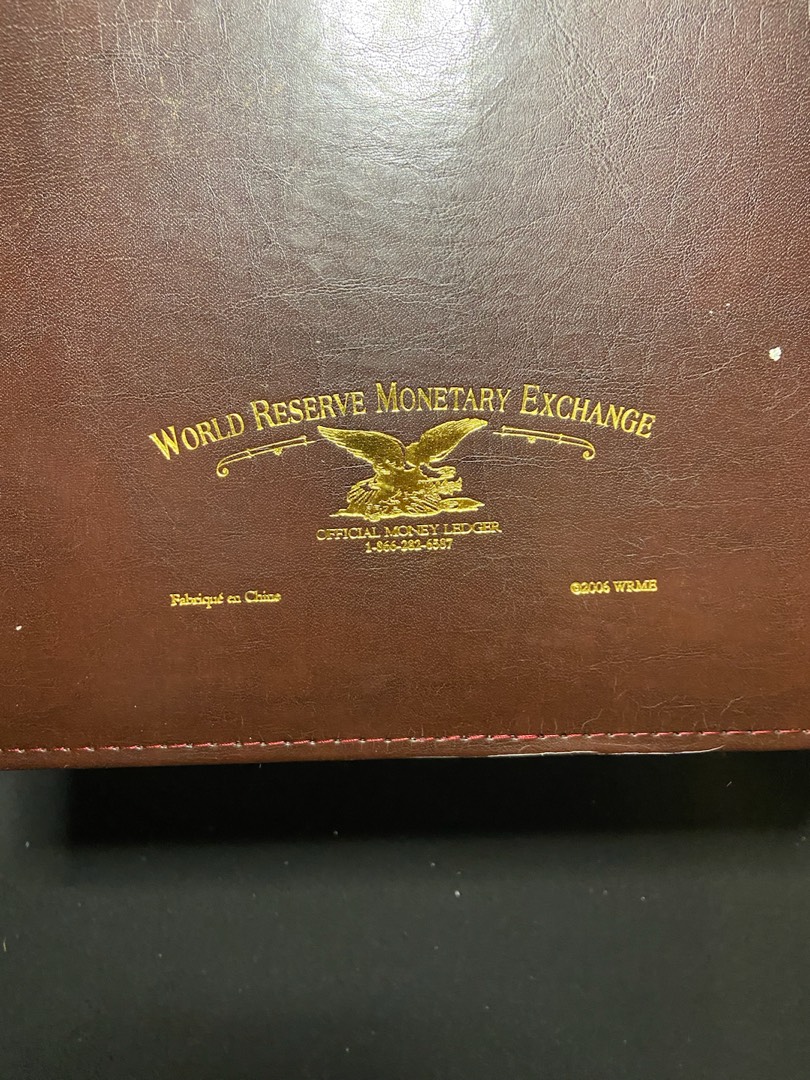 WORLD RESERVE MONETARY EXCHANGE
OFFICIAL MONEY LEDGER
1-866-282-6587
Fabriqué en Chine
©2006 WRME